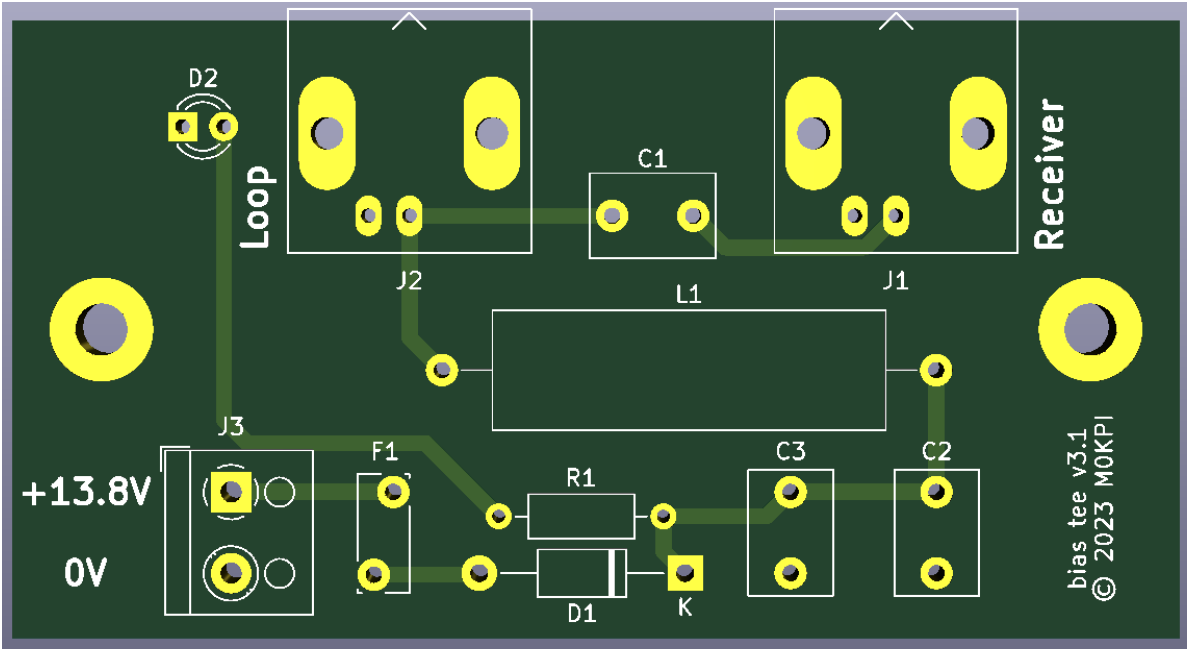 D2
C1
Loop
Receiver
J2
J1
L1
J3
F1
C3
C2
R1
+13.8V
0V
D1
K
bias tee v3.1
© 2023 M0KPI